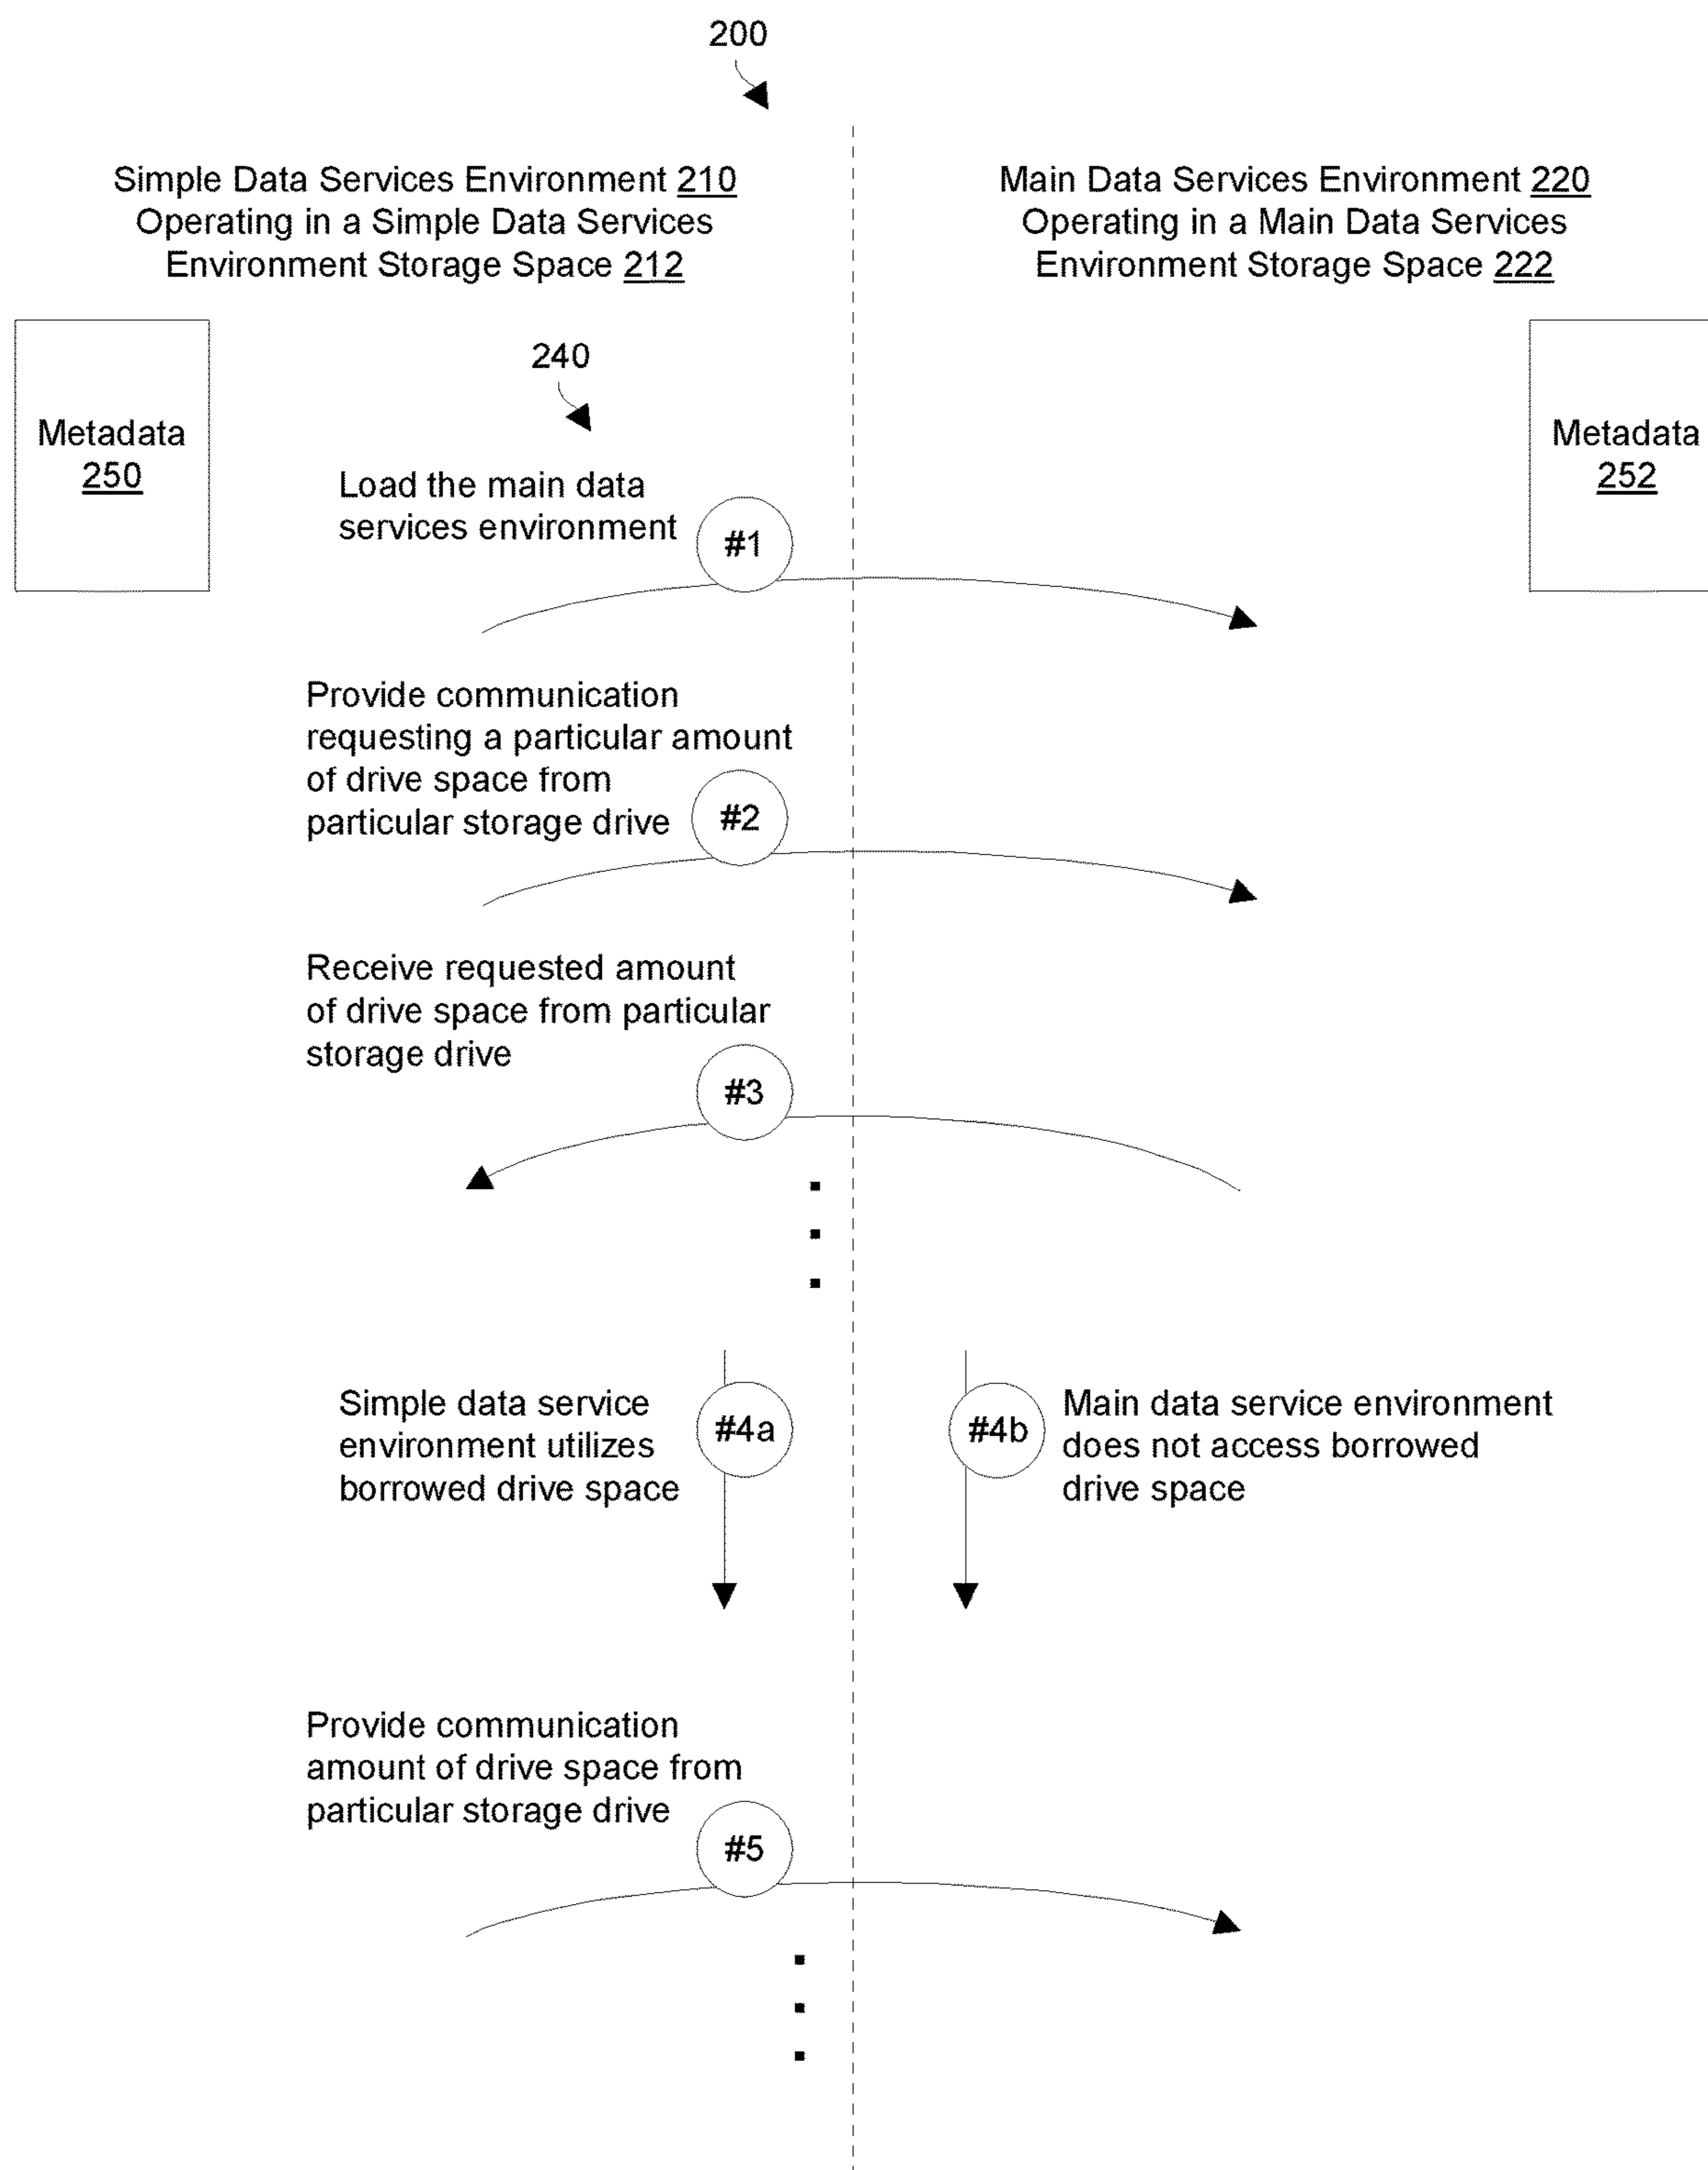 200
Simple Data Services Environment 210
Operating in a Simple Data Services
Environment Storage Space 212
Main Data Services Environment 220
Operating in a Main Data Services
Environment Storage Space 222
Metadata
250
240
Metadata
252
Load the main data
services environment
#1
Provide communication
requesting a particular amount
of drive space from
particular storage drive
#2
Receive requested amount
of drive space from particular
storage drive
#3
Simple data service
environment utilizes
borrowed drive space
#4a
#4b
Main data service environment
does not access borrowed
drive space
Provide communication
amount of drive space from
particular storage drive
#5